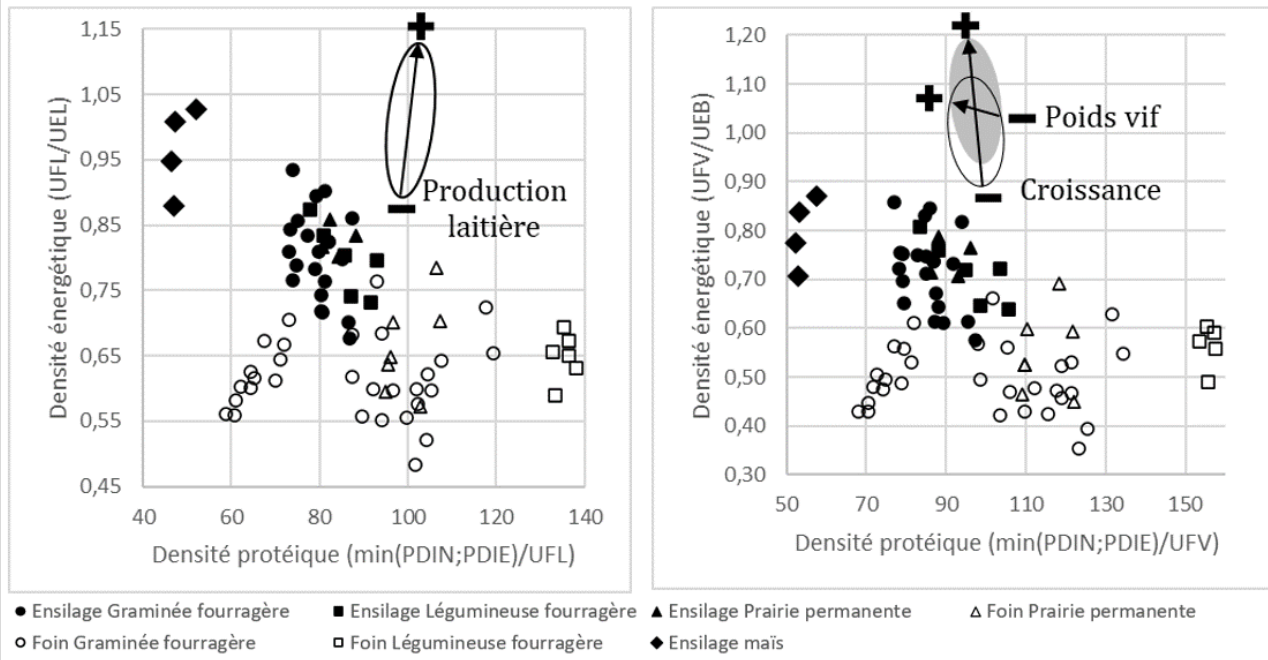 1,15
1,05
0,95
0,85
0,75
0,65
0,55
0,45
Densité énergétique (UFL/UEL)
Production
laitière
40 60 80 100 120 140
Densité protéique (min(PDIN;PDIE)/UFL)
1,20
1,10
1,00
0,90
0,80
0,70
0,60
0,50
0,40
0,30
Densité énergétique (UFV/UEB)
Poids vif
Croissance
50 70 90 110 130 150
Densité protéique (min(PDIN;PDIE)/UFV)
Ensilage Graminée fourragère Ensilage Légumineuse fourragère Ensilage Prairie permanente Foin Prairie permanente
Foin Graminée fourragère Foin Légumineuse fourragère Ensilage maïs